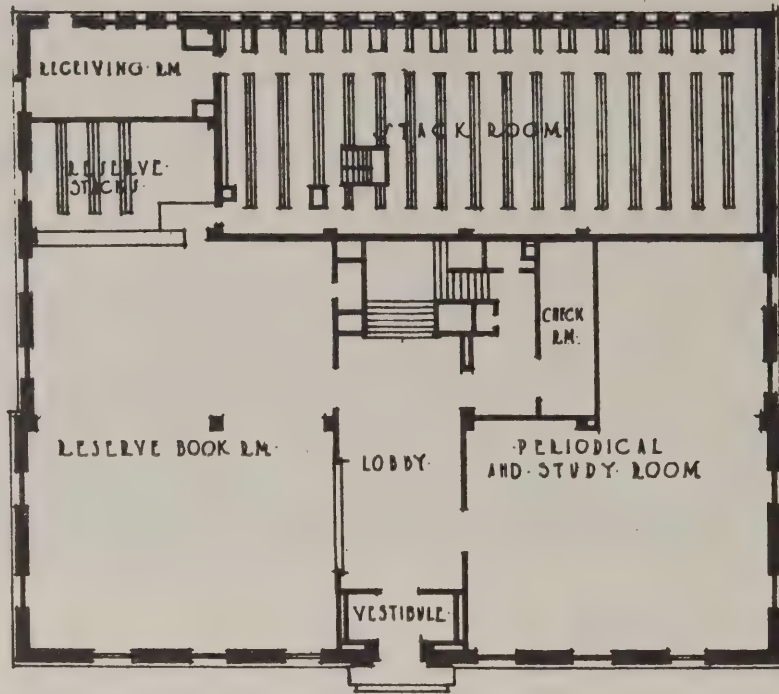 RECEIVING · RM
STACK ROOM
RESERVE ·
STACKS ·
CHECK
RM ·
RESERVE BOOK RM ·
LOBBY ·
· PERIODICAL
AND · STUDY · ROOM
VESTIBULE ·